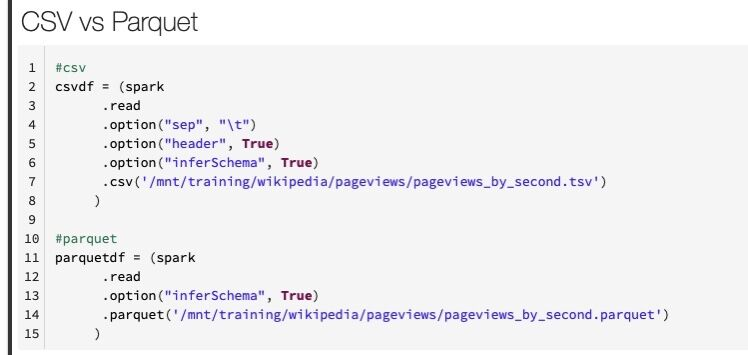 CSV vs Parquet
1 #csv
2 csvdf = (spark
3 .read
4 .option("sep", "\t")
5 .option("header", True)
6 .option("inferSchema", True)
7 .csv('/mnt/training/wikipedia/pageviews/pageviews_by_second.tsv')
8 )
9
10 #parquet
11 parquetdf = (spark
12 .read
13 .option("inferSchema", True)
14 .parquet('/mnt/training/wikipedia/pageviews/pageviews_by_second.parquet')
15 )